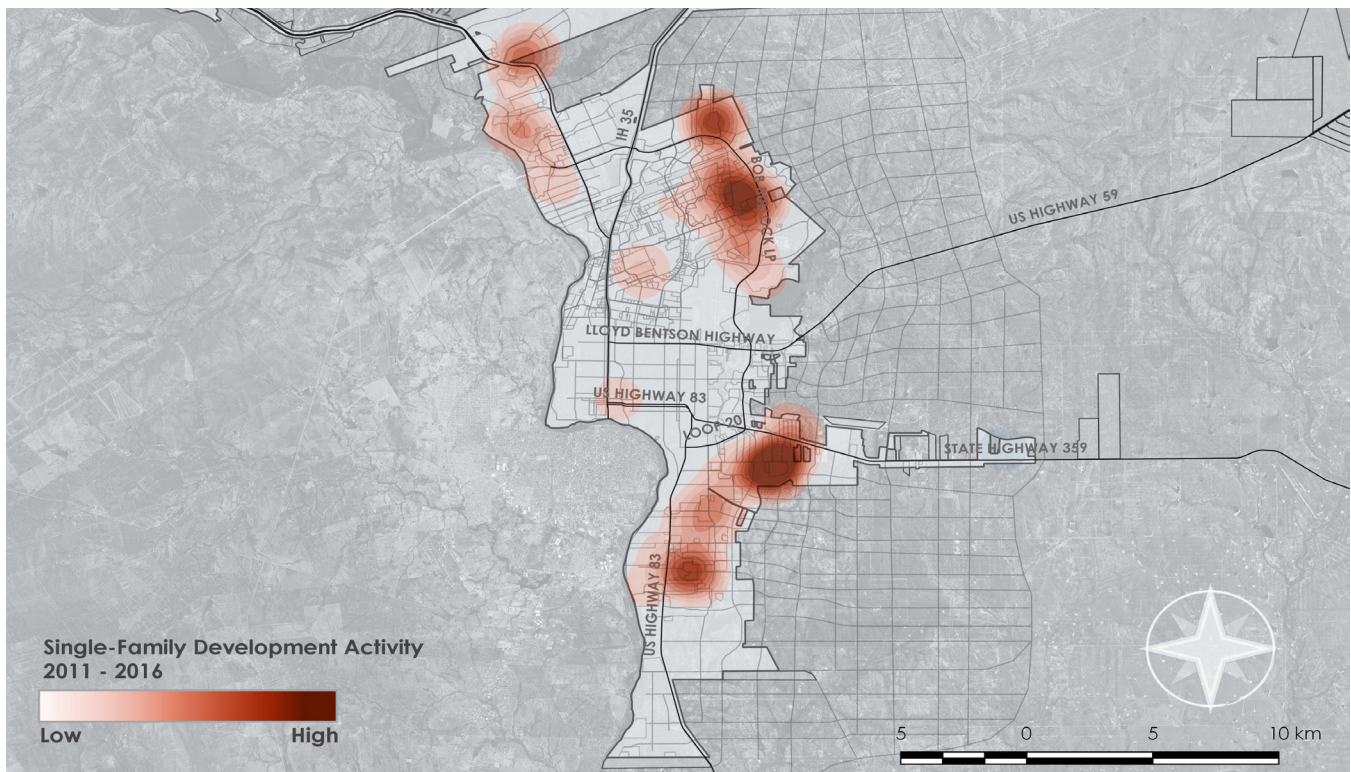 IH 35
US HIGHWAY 59
LLOYD BENTSON HIGHWAY
US HIGHWAY 83
LOOP 20
STATE HIGHWAY 359
US HIGHWAY 83
Single-Family Development Activity
2011 - 2016
Low High
5 0 5 10 km